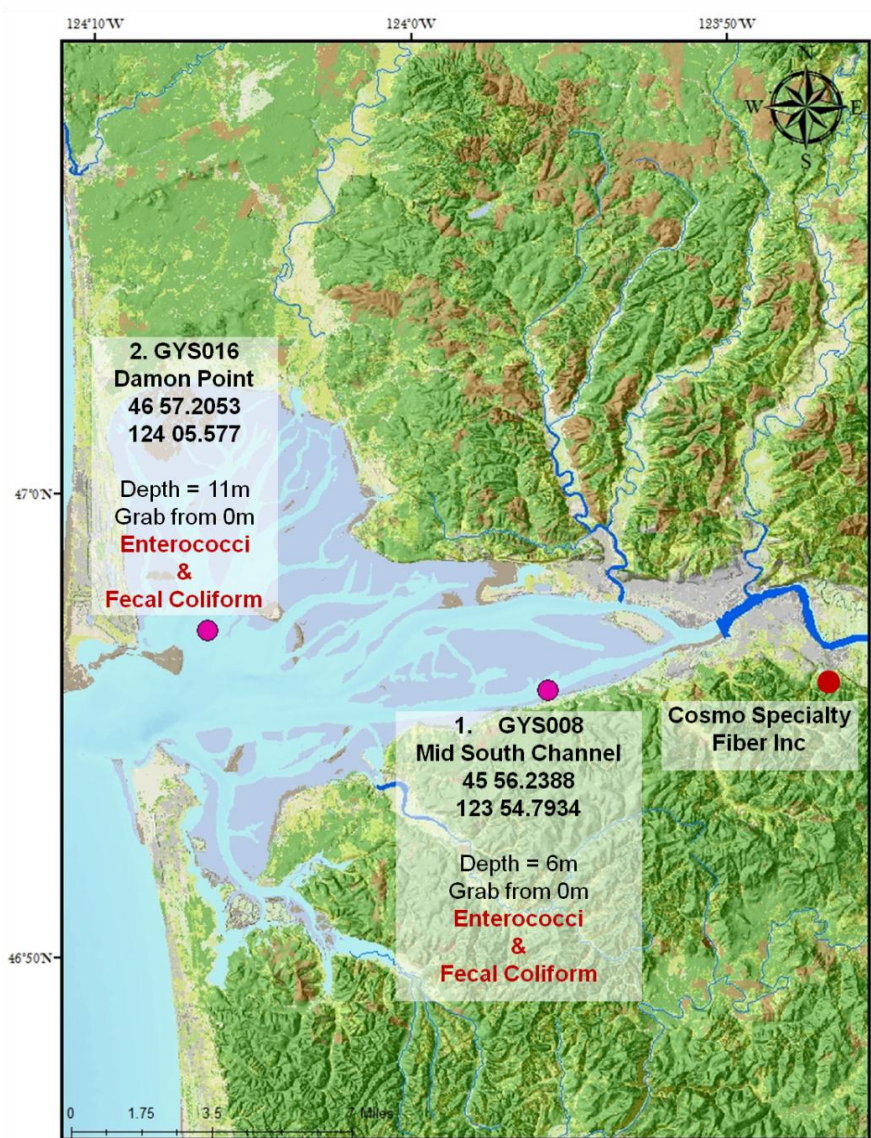 124°10'W 124°0'W 123°50'W
N
W E
S
2. GYS016
Damon Point
46 57.2053
124 05.577
Depth = 11m
Grab from 0m
Enterococci
&
Fecal Coliform
47°0'N
1. GYS008
Mid South Channel
45 56.2388
123 54.7934
Depth = 6m
Grab from 0m
Enterococci
&
Fecal Coliform
Cosmo Specialty
Fiber Inc
46°50'N
0 1.75 3.5 7 Miles